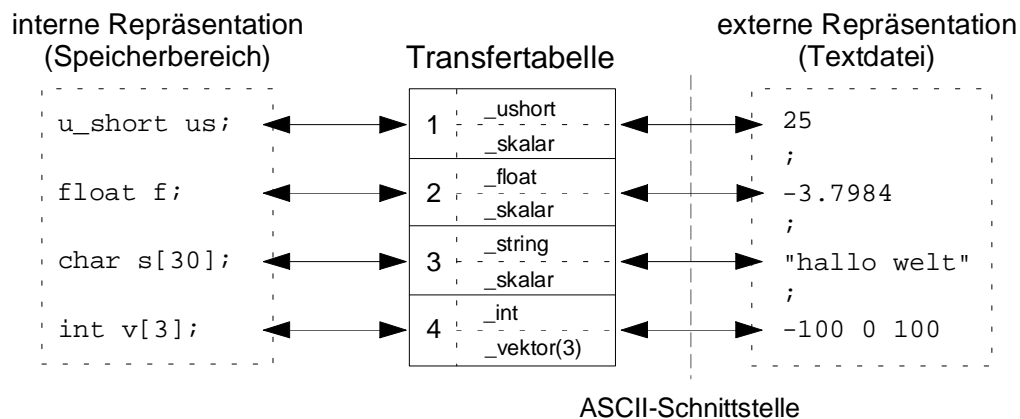 interne Repräsentation
(Speicherbereich)
Transfertabelle
externe Repräsentation
(Textdatei)
u_short us;
1
_ushort
_skalar
25
;
float f;
2
_float
_skalar
-3.7984
;
char s[30];
3
_string
_skalar
"hallo welt"
;
int v[3];
4
_int
_vektor(3)
-100 0 100
ASCII-Schnittstelle